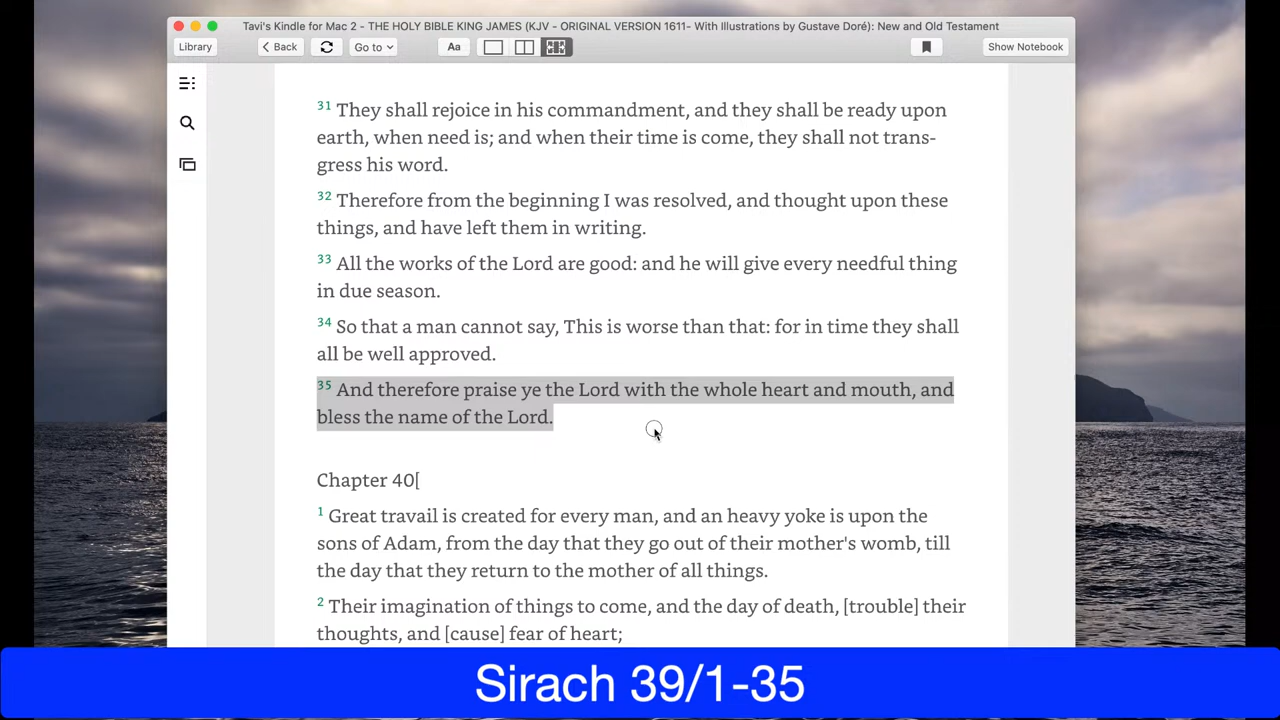 Tavi's Kindle for Mac 2 - THE HOLY BIBLE KING JAMES (KJV - ORIGINAL VERSION 1611- With Illustrations by Gustave Doré): New and Old Testament
Library Back Go to Aa Show Notebook
31 They shall rejoice in his commandment, and they shall be ready upon
earth, when need is; and when their time is come, they shall not trans-
gress his word.
32 Therefore from the beginning I was resolved, and thought upon these
things, and have left them in writing.
33 All the works of the Lord are good: and he will give every needful thing
in due season.
34 So that a man cannot say, This is worse than that: for in time they shall
all be well approved.
35 And therefore praise ye the Lord with the whole heart and mouth, and
bless the name of the Lord.
Chapter 40[
1 Great travail is created for every man, and an heavy yoke is upon the
sons of Adam, from the day that they go out of their mother's womb, till
the day that they return to the mother of all things.
2 Their imagination of things to come, and the day of death, [trouble] their
thoughts, and [cause] fear of heart;
Sirach 39/1-35